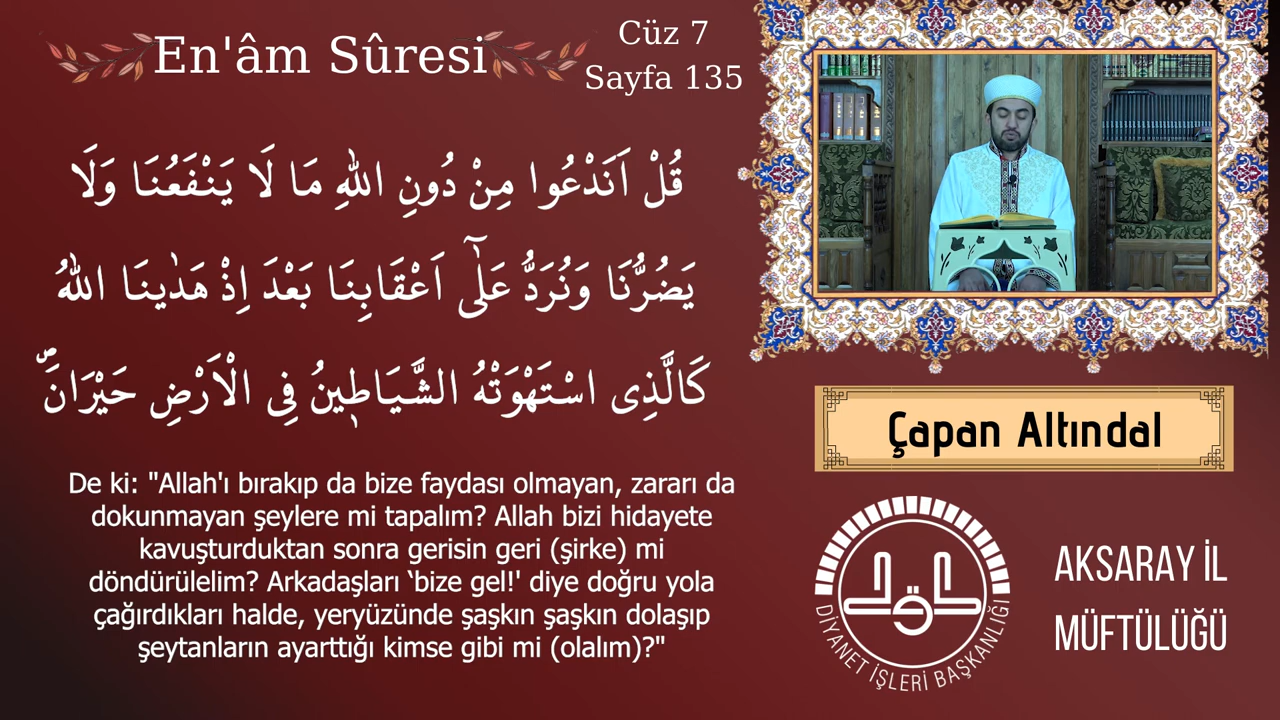 En'âm Sûresi
Cüz 7
Sayfa 135
قُلْ اَنَدْعُوا مِنْ دُونِ اللّٰهِ مَا لَا يَنْفَعُنَا وَلَا
يَضُرُّنَا وَنُرَدُّ عَلٰٓى اَعْقَابِنَا بَعْدَ اِذْ هَدٰينَا اللّٰهُ
كَالَّذِى اسْتَهْوَتْهُ الشَّيَاط۪ينُ فِى الْاَرْضِ حَيْرَانَۖ
De ki: "Allah'ı bırakıp da bize faydası olmayan, zararı da
dokunmayan şeylere mi tapalım? Allah bizi hidayete
kavuşturduktan sonra gerisin geri (şirke) mi
döndürülelim? Arkadaşları ‘bize gel!' diye doğru yola
çağırdıkları halde, yeryüzünde şaşkın şaşkın dolaşıp
şeytanların ayarttığı kimse gibi mi (olalım)?"
Çapan Altındal
DİYANET İŞLERİ BAŞKANLIĞI
AKSARAY İL
MÜFTÜLÜĞÜ